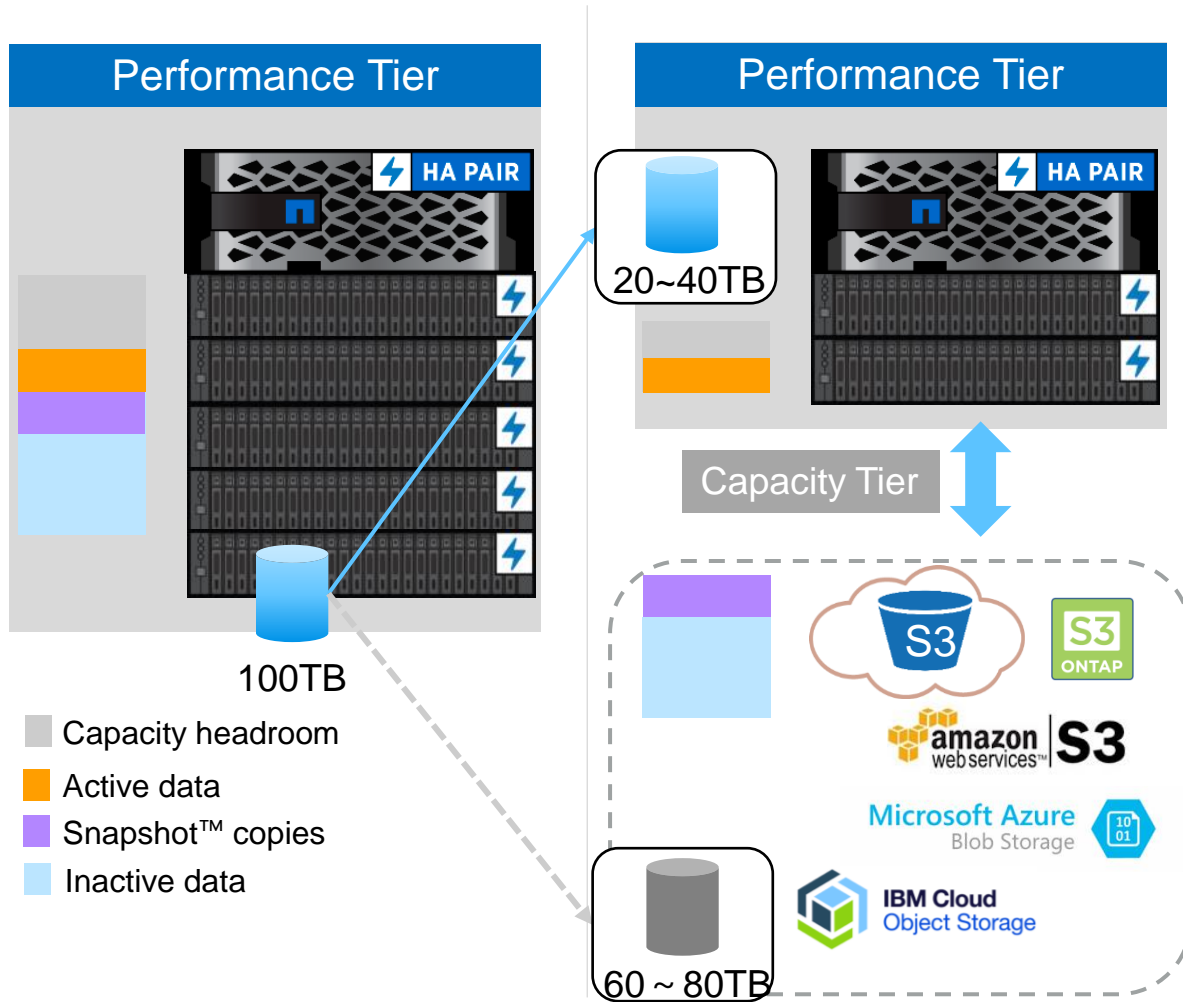 Performance Tier
HA PAIR
100TB
Capacity headroom
Active data
Snapshot™ copies
Inactive data
Performance Tier
HA PAIR
20~40TB
Capacity Tier
S3
S3
ONTAP
amazon
webservices™
S3
Microsoft Azure
Blob Storage
10
01
IBM Cloud
Object Storage
60 ~ 80TB